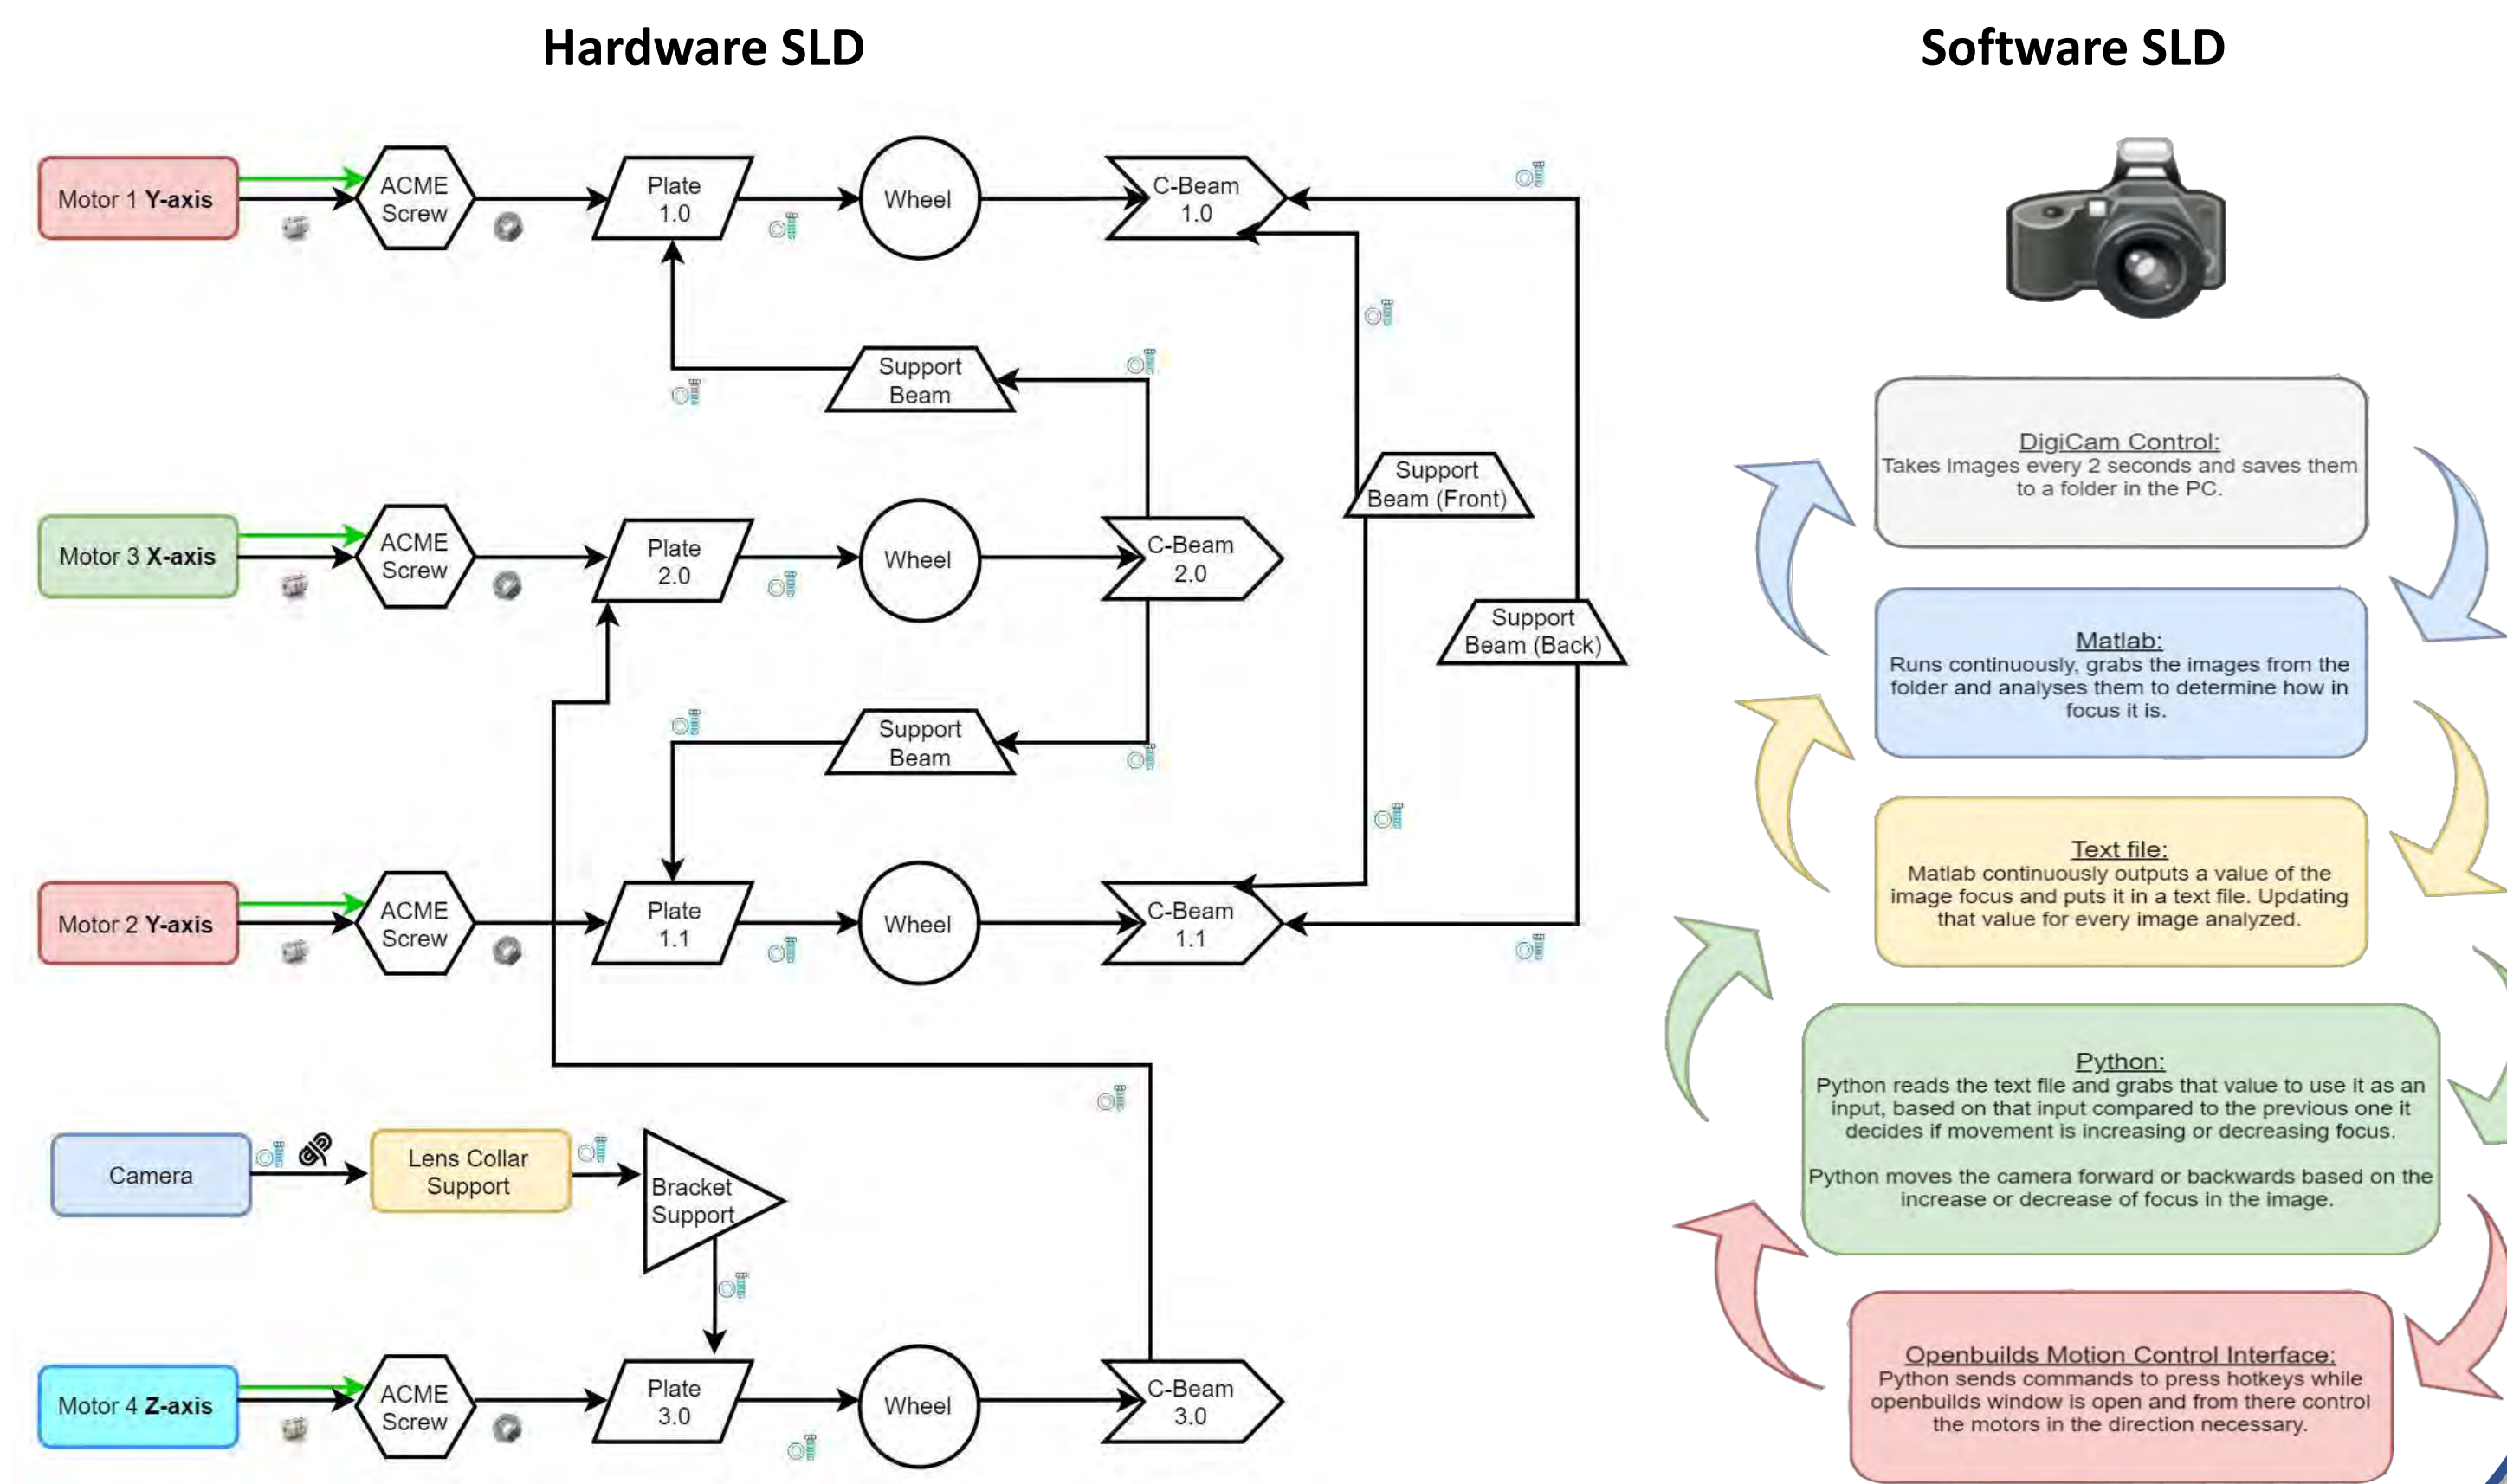 Hardware SLD
Motor 1 Y-axis
ACME
Screw
Plate
1.0
Wheel
C-Beam
1.0
Support
Beam
Support
Beam (Front)
Motor 3 X-axis
ACME
Screw
Plate
2.0
Wheel
C-Beam
2.0
Support
Beam (Back)
Support
Beam
Motor 2 Y-axis
ACME
Screw
Plate
1.1
Wheel
C-Beam
1.1
Camera
Lens Collar
Support
Bracket
Support
Motor 4 Z-axis
ACME
Screw
Plate
3.0
Wheel
C-Beam
3.0
Software SLD
DigiCam Control:
Takes images every 2 seconds and saves them
to a folder in the PC.
Matlab:
Runs continuously, grabs the images from the
folder and analyses them to determine how in
focus it is.
Text file:
Matlab continuously outputs a value of the
image focus and puts it in a text file. Updating
that value for every image analyzed.
Python:
Python reads the text file and grabs that value to use it as an
input, based on that input compared to the previous one it
decides if movement is increasing or decreasing focus.
Python moves the camera forward or backwards based on the
increase or decrease of focus in the image.
Openbuilds Motion Control Interface:
Python sends commands to press hotkeys while
openbuilds window is open and from there control
the motors in the direction necessary.